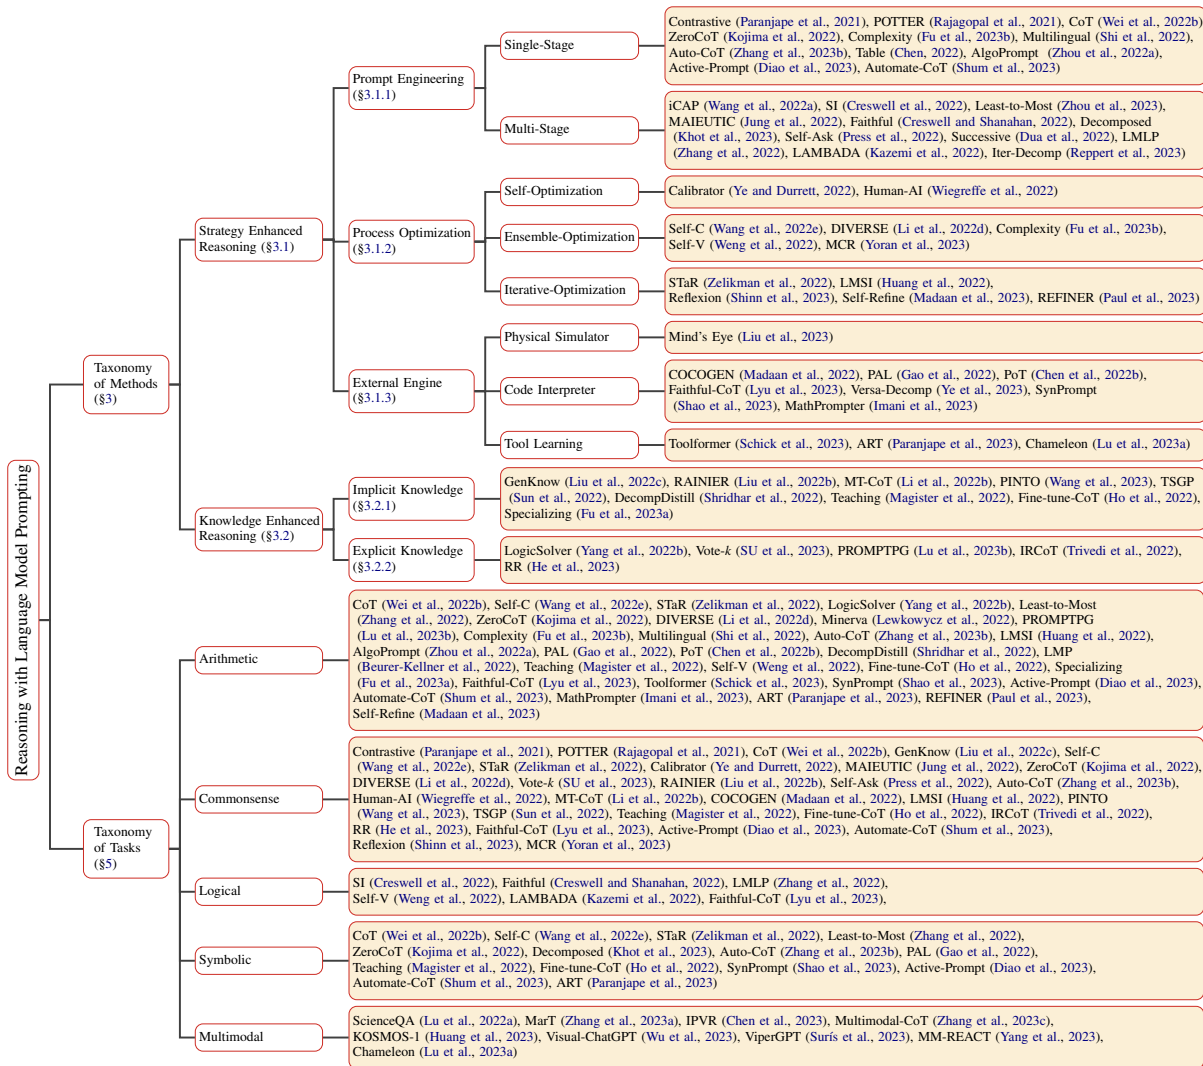 Reasoning with Language Model Prompting
Taxonomy
of Methods
(§3)
Strategy Enhanced
Reasoning (§3.1)
Prompt Engineering
(§3.1.1)
Single-Stage
Contrastive (Paranjape et al., 2021), POTTER (Rajagopal et al., 2021), CoT (Wei et al., 2022b)
ZeroCoT (Kojima et al., 2022), Complexity (Fu et al., 2023b), Multilingual (Shi et al., 2022),
Auto-CoT (Zhang et al., 2023b), Table (Chen, 2022), AlgoPrompt (Zhou et al., 2022a),
Active-Prompt (Diao et al., 2023), Automate-CoT (Shum et al., 2023)
Multi-Stage
iCAP (Wang et al., 2022a), SI (Creswell et al., 2022), Least-to-Most (Zhou et al., 2023),
MAIEUTIC (Jung et al., 2022), Faithful (Creswell and Shanahan, 2022), Decomposed
(Khot et al., 2023), Self-Ask (Press et al., 2022), Successive (Dua et al., 2022), LMLP
(Zhang et al., 2022), LAMBADA (Kazemi et al., 2022), Iter-Decomp (Reppert et al., 2023)
Process Optimization
(§3.1.2)
Self-Optimization
Calibrator (Ye and Durrett, 2022), Human-AI (Wiegreffe et al., 2022)
Ensemble-Optimization
Self-C (Wang et al., 2022e), DIVERSE (Li et al., 2022d), Complexity (Fu et al., 2023b),
Self-V (Weng et al., 2022), MCR (Yoran et al., 2023)
Iterative-Optimization
STaR (Zelikman et al., 2022), LMSI (Huang et al., 2022),
Reflexion (Shinn et al., 2023), Self-Refine (Madaan et al., 2023), REFINER (Paul et al., 2023)
External Engine
(§3.1.3)
Physical Simulator
Mind's Eye (Liu et al., 2023)
Code Interpreter
COCOGEN (Madaan et al., 2022), PAL (Gao et al., 2022), PoT (Chen et al., 2022b),
Faithful-CoT (Lyu et al., 2023), Versa-Decomp (Ye et al., 2023), SynPrompt
(Shao et al., 2023), MathPrompter (Imani et al., 2023)
Tool Learning
Toolformer (Schick et al., 2023), ART (Paranjape et al., 2023), Chameleon (Lu et al., 2023a)
Knowledge Enhanced
Reasoning (§3.2)
Implicit Knowledge
(§3.2.1)
GenKnow (Liu et al., 2022c), RAINIER (Liu et al., 2022b), MT-CoT (Li et al., 2022b), PINTO (Wang et al., 2023), TSGP
(Sun et al., 2022), DecompDistill (Shridhar et al., 2022), Teaching (Magister et al., 2022), Fine-tune-CoT (Ho et al., 2022),
Specializing (Fu et al., 2023a)
Explicit Knowledge
(§3.2.2)
LogicSolver (Yang et al., 2022b), Vote-k (SU et al., 2023), PROMPTPG (Lu et al., 2023b), IRCoT (Trivedi et al., 2022),
RR (He et al., 2023)
Taxonomy
of Tasks
(§5)
Arithmetic
CoT (Wei et al., 2022b), Self-C (Wang et al., 2022e), STaR (Zelikman et al., 2022), LogicSolver (Yang et al., 2022b), Least-to-Most
(Zhang et al., 2022), ZeroCoT (Kojima et al., 2022), DIVERSE (Li et al., 2022d), Minerva (Lewkowycz et al., 2022), PROMPTPG
(Lu et al., 2023b), Complexity (Fu et al., 2023b), Multilingual (Shi et al., 2022), Auto-CoT (Zhang et al., 2023b), LMSI (Huang et al., 2022),
AlgoPrompt (Zhou et al., 2022a), PAL (Gao et al., 2022), PoT (Chen et al., 2022b), DecompDistill (Shridhar et al., 2022), LMP
(Beurer-Kellner et al., 2022), Teaching (Magister et al., 2022), Self-V (Weng et al., 2022), Fine-tune-CoT (Ho et al., 2022), Specializing
(Fu et al., 2023a), Faithful-CoT (Lyu et al., 2023), Toolformer (Schick et al., 2023), SynPrompt (Shao et al., 2023), Active-Prompt (Diao et al., 2023),
Automate-CoT (Shum et al., 2023), MathPrompter (Imani et al., 2023), ART (Paranjape et al., 2023), REFINER (Paul et al., 2023),
Self-Refine (Madaan et al., 2023)
Commonsense
Contrastive (Paranjape et al., 2021), POTTER (Rajagopal et al., 2021), CoT (Wei et al., 2022b), GenKnow (Liu et al., 2022c), Self-C
(Wang et al., 2022e), STaR (Zelikman et al., 2022), Calibrator (Ye and Durrett, 2022), MAIEUTIC (Jung et al., 2022), ZeroCoT (Kojima et al., 2022),
DIVERSE (Li et al., 2022d), Vote-k (SU et al., 2023), RAINIER (Liu et al., 2022b), Self-Ask (Press et al., 2022), Auto-CoT (Zhang et al., 2023b),
Human-AI (Wiegreffe et al., 2022), MT-CoT (Li et al., 2022b), COCOGEN (Madaan et al., 2022), LMSI (Huang et al., 2022), PINTO
(Wang et al., 2023), TSGP (Sun et al., 2022), Teaching (Magister et al., 2022), Fine-tune-CoT (Ho et al., 2022), IRCoT (Trivedi et al., 2022),
RR (He et al., 2023), Faithful-CoT (Lyu et al., 2023), Active-Prompt (Diao et al., 2023), Automate-CoT (Shum et al., 2023),
Reflexion (Shinn et al., 2023), MCR (Yoran et al., 2023)
Logical
SI (Creswell et al., 2022), Faithful (Creswell and Shanahan, 2022), LMLP (Zhang et al., 2022),
Self-V (Weng et al., 2022), LAMBADA (Kazemi et al., 2022), Faithful-CoT (Lyu et al., 2023),
Symbolic
CoT (Wei et al., 2022b), Self-C (Wang et al., 2022e), STaR (Zelikman et al., 2022), Least-to-Most (Zhang et al., 2022),
ZeroCoT (Kojima et al., 2022), Decomposed (Khot et al., 2023), Auto-CoT (Zhang et al., 2023b), PAL (Gao et al., 2022),
Teaching (Magister et al., 2022), Fine-tune-CoT (Ho et al., 2022), SynPrompt (Shao et al., 2023), Active-Prompt (Diao et al., 2023),
Automate-CoT (Shum et al., 2023), ART (Paranjape et al., 2023)
Multimodal
ScienceQA (Lu et al., 2022a), MarT (Zhang et al., 2023a), IPVR (Chen et al., 2023), Multimodal-CoT (Zhang et al., 2023c),
KOSMOS-1 (Huang et al., 2023), Visual-ChatGPT (Wu et al., 2023), ViperGPT (Surís et al., 2023), MM-REACT (Yang et al., 2023),
Chameleon (Lu et al., 2023a)